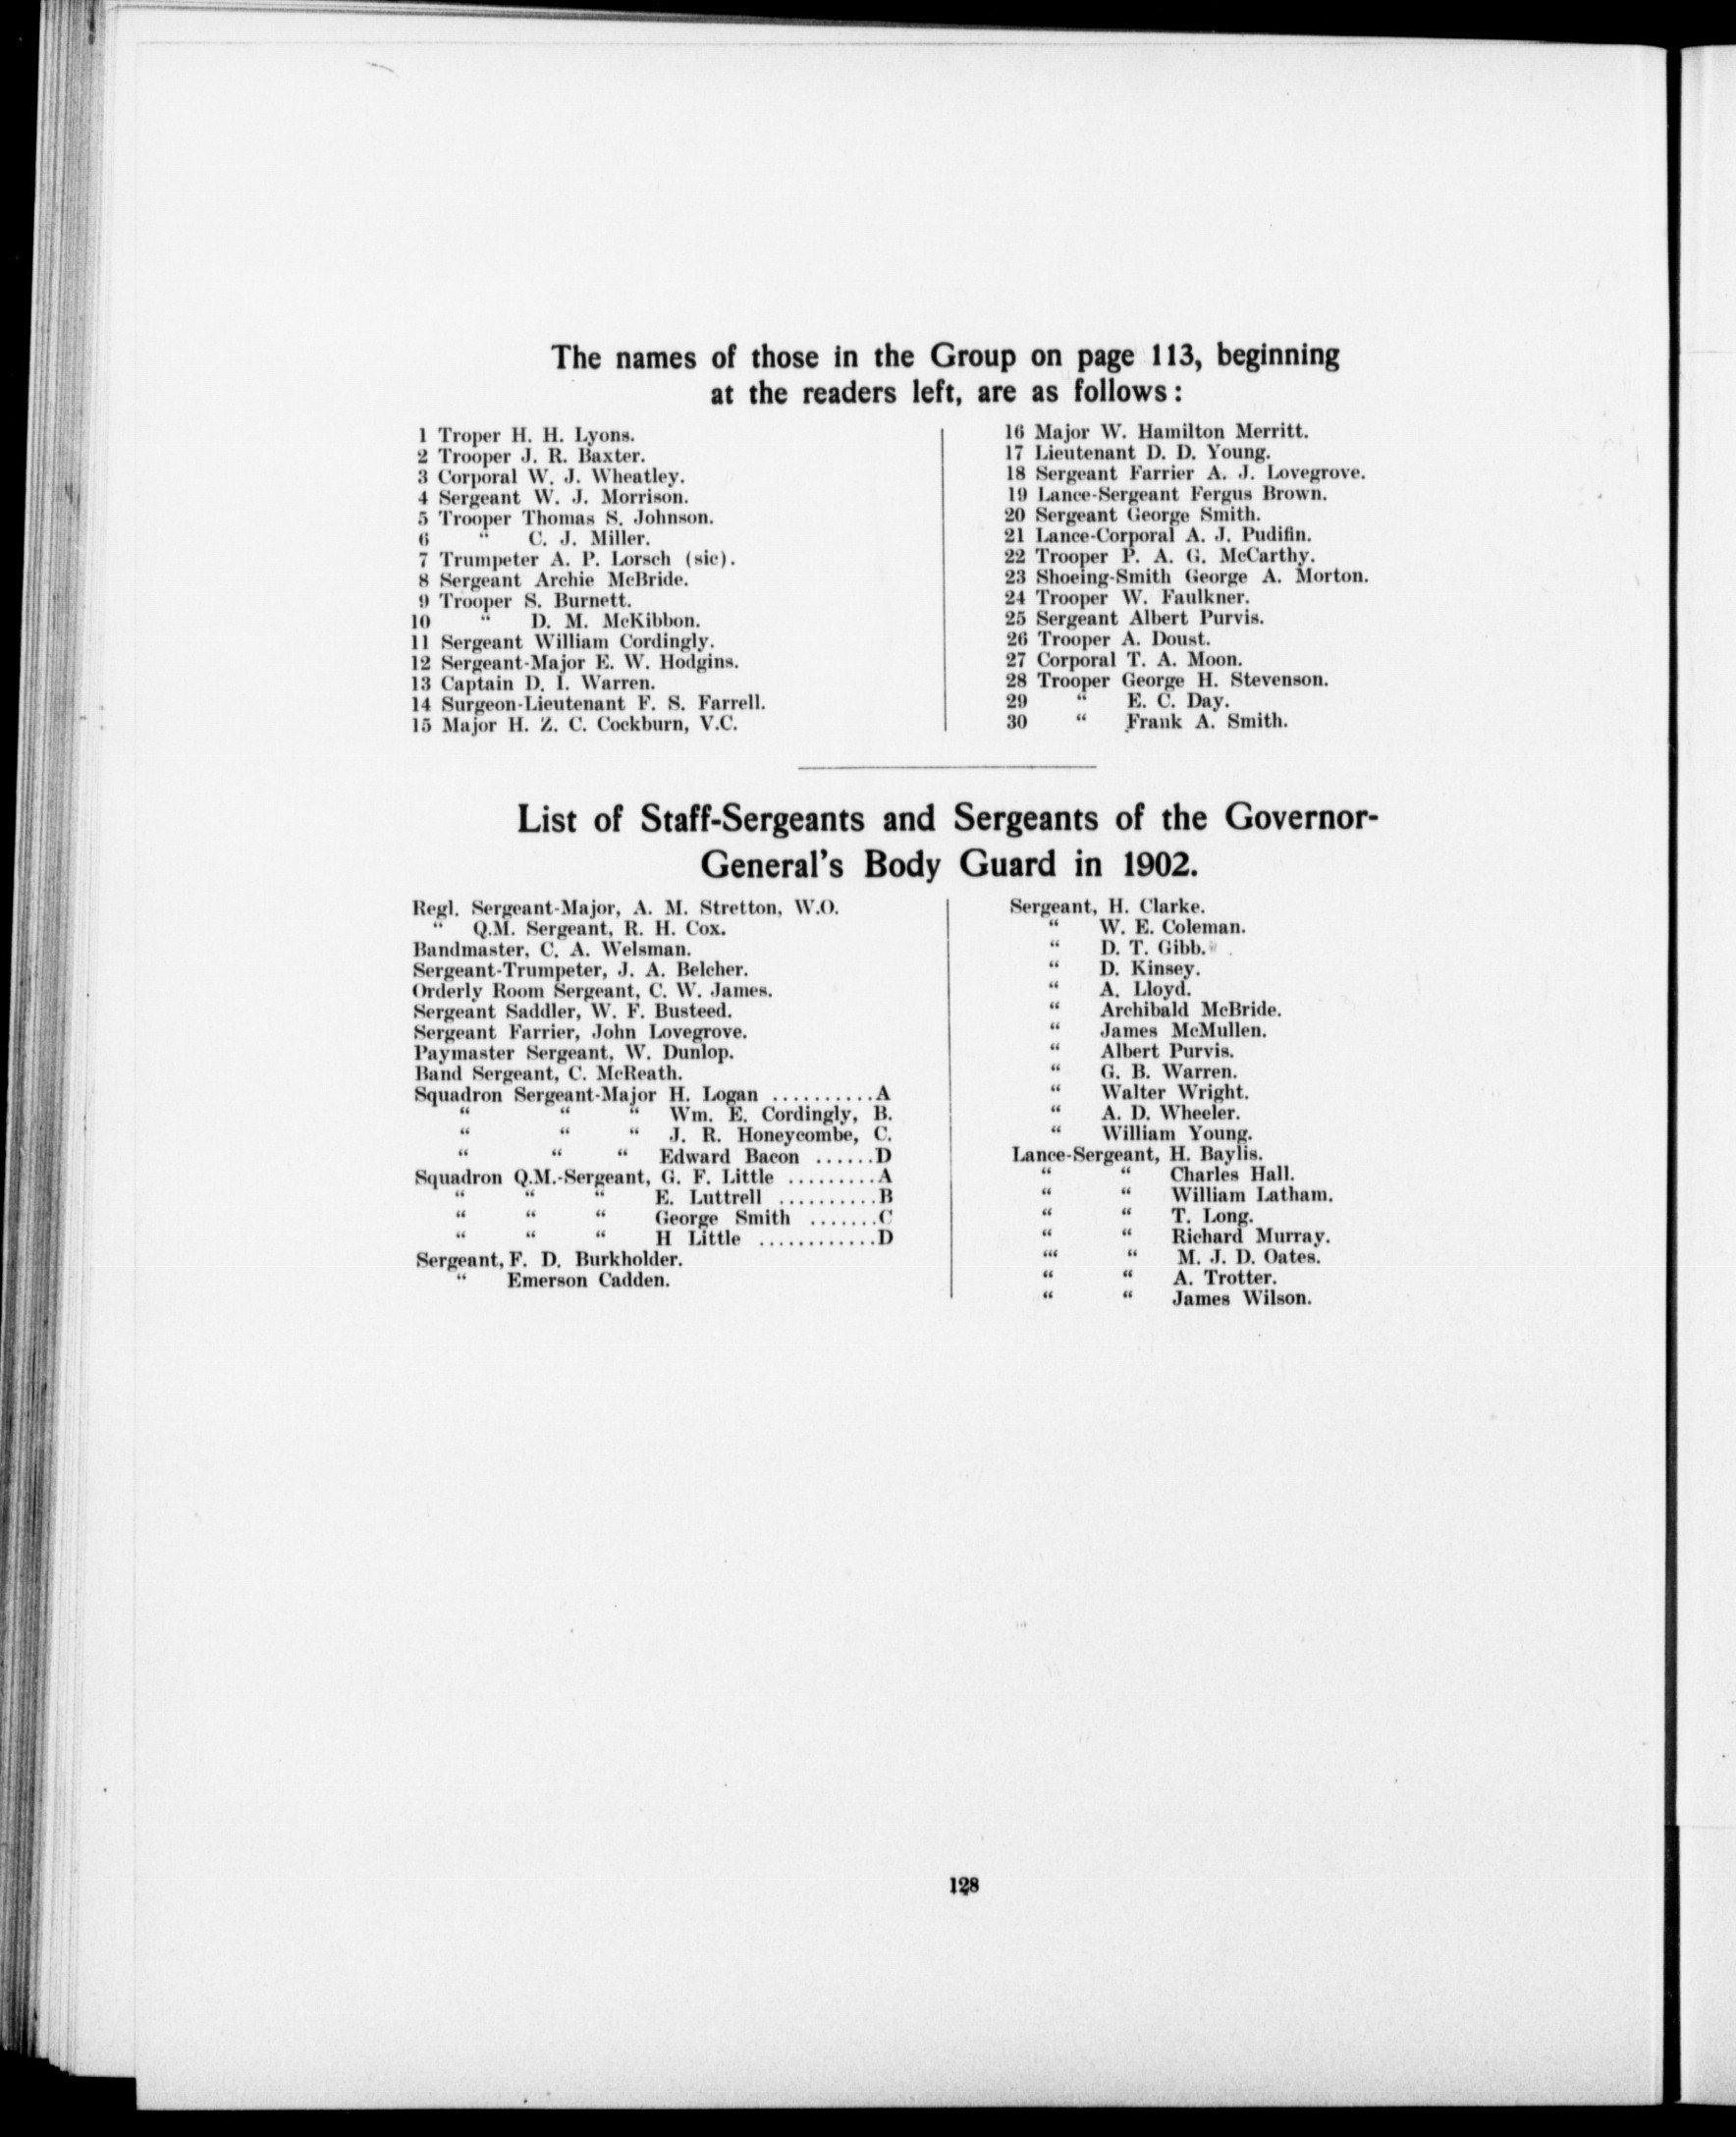 The names of those in the Group on page 113, beginning
at the readers left, are as follows:
1 Troper H. H. Lyons.
2 Trooper J. R. Baxter.
3 Corporal W. J. Wheatley.
4 Sergeant W. J. Morrison.
5 Trooper Thomas S. Johnson.
6 “ C. J. Miller.
7 Trumpeter A. P. Lorsch (sic).
8 Sergeant Archie McBride.
9 Trooper S. Burnett.
10 “ D. M. McKibbon.
11 Sergeant William Cordingly.
12 Sergeant-Major E. W. Hodgins.
13 Captain D. I. Warren.
14 Surgeon-Lieutenant F. S. Farrell.
15 Major H. Z. C. Cockburn, V.C.
16 Major W. Hamilton Merritt.
17 Lieutenant D. D. Young.
18 Sergeant Farrier A. J. Lovegrove.
19 Lance-Sergeant Fergus Brown.
20 Sergeant George Smith.
21 Lance-Corporal A. J. Pudifin.
22 Trooper P. A. G. McCarthy.
23 Shoeing-Smith George A. Morton.
24 Trooper W. Faulkner.
25 Sergeant Albert Purvis.
26 Trooper A. Doust.
27 Corporal T. A. Moon.
28 Trooper George H. Stevenson.
29 “ E. C. Day.
30 “ Frank A. Smith.
List of Staff-Sergeants and Sergeants of the Governor-
General's Body Guard in 1902.
Regl. Sergeant-Major, A. M. Stretton, W.O.
“ Q.M. Sergeant, R. H. Cox.
Bandmaster, C. A. Welsman.
Sergeant-Trumpeter, J. A. Belcher.
Orderly Room Sergeant, C. W. James.
Sergeant Saddler, W. F. Busteed.
Sergeant Farrier, John Lovegrove.
Paymaster Sergeant, W. Dunlop.
Band Sergeant, C. McReath.
Squadron Sergeant-Major H. Logan ..........A
“ “ “ Wm. E. Cordingly, B.
“ “ “ J. R. Honeycombe, C.
“ “ “ Edward Bacon ......D
Squadron Q.M.-Sergeant, G. F. Little .........A
“ “ “ E. Luttrell ..........B
“ “ “ George Smith .......C
“ “ “ H Little ............D
Sergeant, F. D. Burkholder.
“ Emerson Cadden.
Sergeant, H. Clarke.
“ W. E. Coleman.
“ D. T. Gibb.
“ D. Kinsey.
“ A. Lloyd.
“ Archibald McBride.
“ James McMullen.
“ Albert Purvis.
“ G. B. Warren.
“ Walter Wright.
“ A. D. Wheeler.
“ William Young.
Lance-Sergeant, H. Baylis.
“ “ Charles Hall.
“ “ William Latham.
“ “ T. Long.
“ “ Richard Murray.
“‘ “ M. J. D. Oates.
“ “ A. Trotter.
“ “ James Wilson.
128